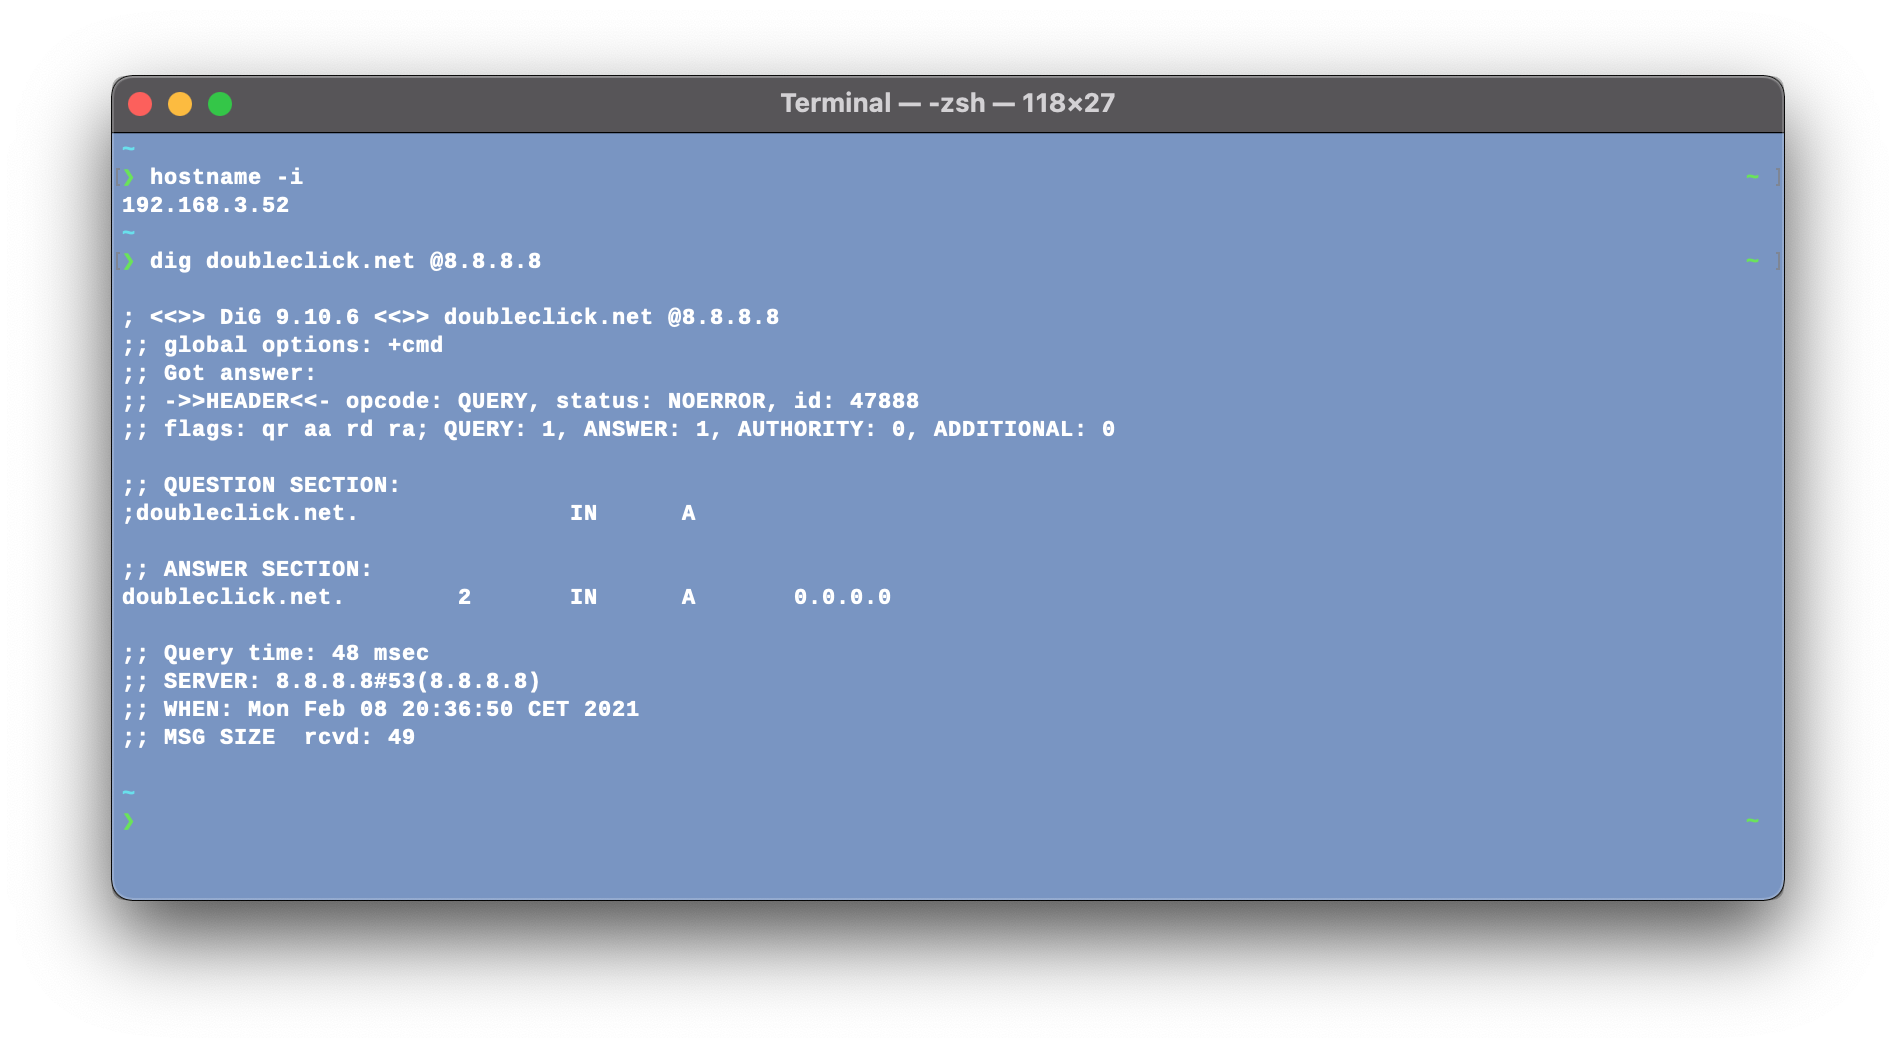 Terminal — -zsh — 118×27
~
❯ hostname -i ~
192.168.3.52
~
❯ dig doubleclick.net @8.8.8.8 ~
; <<>> DiG 9.10.6 <<>> doubleclick.net @8.8.8.8
;; global options: +cmd
;; Got answer:
;; ->>HEADER<<- opcode: QUERY, status: NOERROR, id: 47888
;; flags: qr aa rd ra; QUERY: 1, ANSWER: 1, AUTHORITY: 0, ADDITIONAL: 0
;; QUESTION SECTION:
;doubleclick.net. IN A
;; ANSWER SECTION:
doubleclick.net. 2 IN A 0.0.0.0
;; Query time: 48 msec
;; SERVER: 8.8.8.8#53(8.8.8.8)
;; WHEN: Mon Feb 08 20:36:50 CET 2021
;; MSG SIZE  rcvd: 49
~
❯ ~